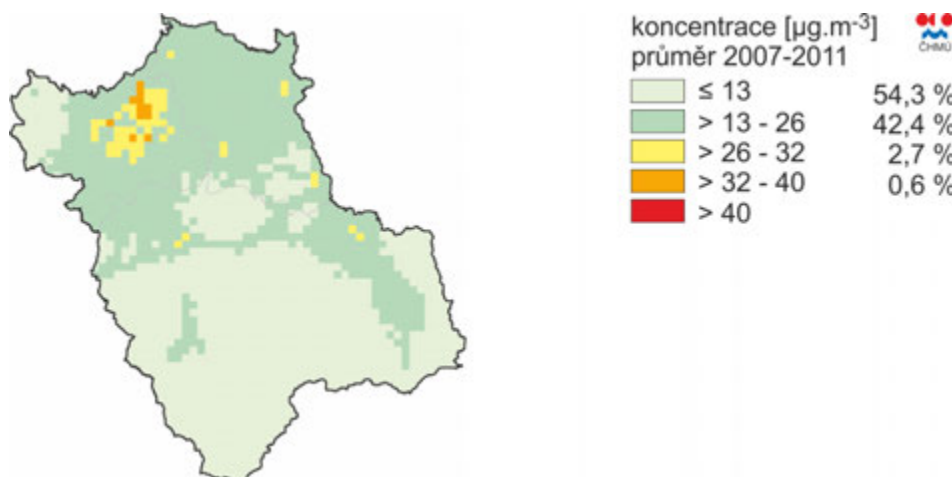 koncentrace [µg.m-3]
ČHMÚ
průměr 2007-2011
≤ 13 54,3 %
> 13 - 26 42,4 %
> 26 - 32 2,7 %
> 32 - 40 0,6 %
> 40